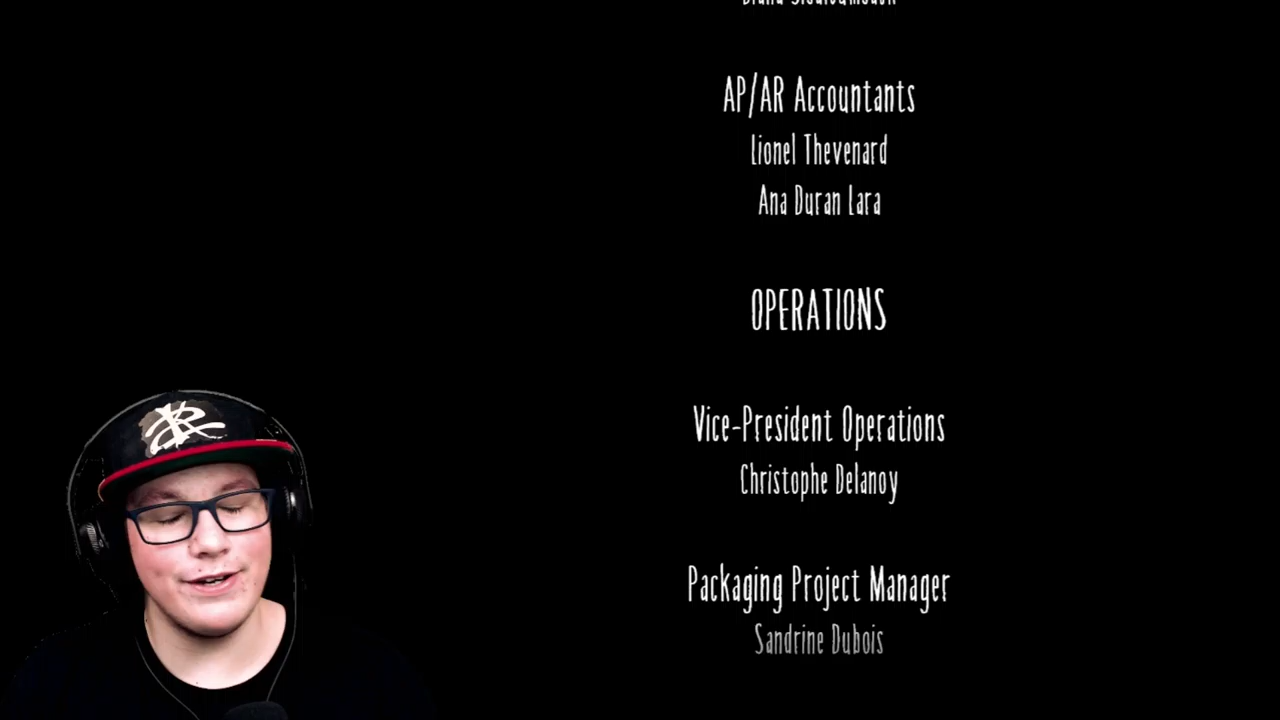 AP/AR Accountants
Lionel Thevenard
Ana Duran Lara
OPERATIONS
Vice-President Operations
Christophe Delanoy
Packaging Project Manager
Sandrine Dubois